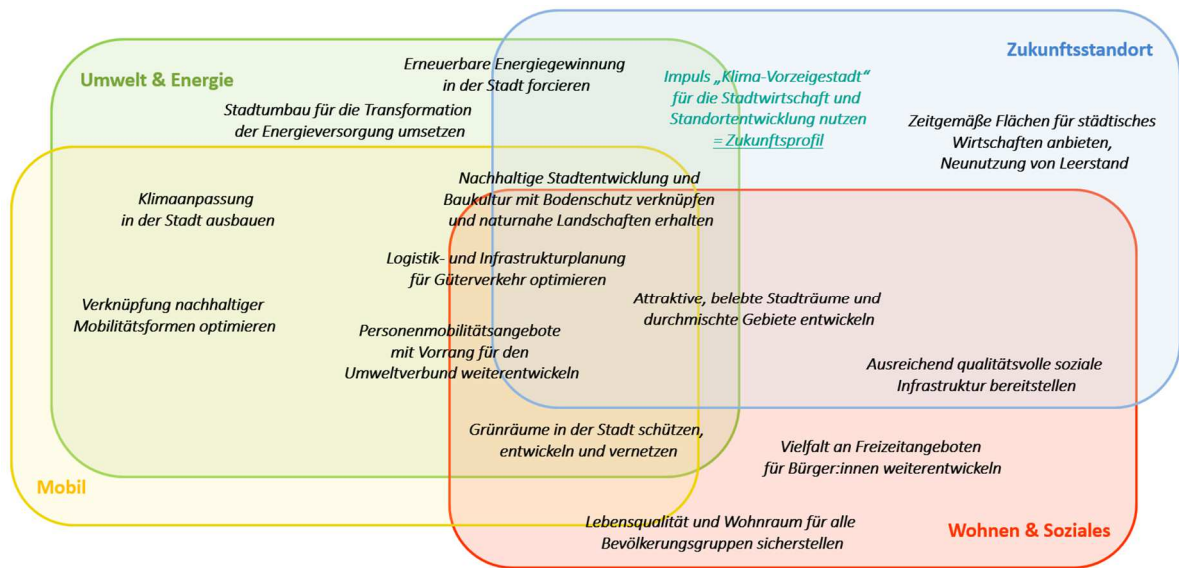 Zukunftsstandort
Umwelt & Energie
Erneuerbare Energiegewinnung
in der Stadt forcieren
Impuls „Klima-Vorzeigestadt“
für die Stadtwirtschaft und
Standortentwicklung nutzen
= Zukunftsprofil
Stadtumbau für die Transformation
der Energieversorgung umsetzen
Zeitgemäße Flächen für städtisches
Wirtschaften anbieten,
Neunutzung von Leerstand
Klimaanpassung
in der Stadt ausbauen
Nachhaltige Stadtentwicklung und
Baukultur mit Bodenschutz verknüpfen
und naturnahe Landschaften erhalten
Logistik- und Infrastrukturplanung
für Güterverkehr optimieren
Verknüpfung nachhaltiger
Mobilitätsformen optimieren
Attraktive, belebte Stadträume und
durchmischte Gebiete entwickeln
Personenmobilitätsangebote
mit Vorrang für den
Umweltverbund weiterentwickeln
Ausreichend qualitätsvolle soziale
Infrastruktur bereitstellen
Grünräume in der Stadt schützen,
entwickeln und vernetzen
Vielfalt an Freizeitangeboten
für Bürger:innen weiterentwickeln
Mobil
Lebensqualität und Wohnraum für alle
Bevölkerungsgruppen sicherstellen
Wohnen & Soziales